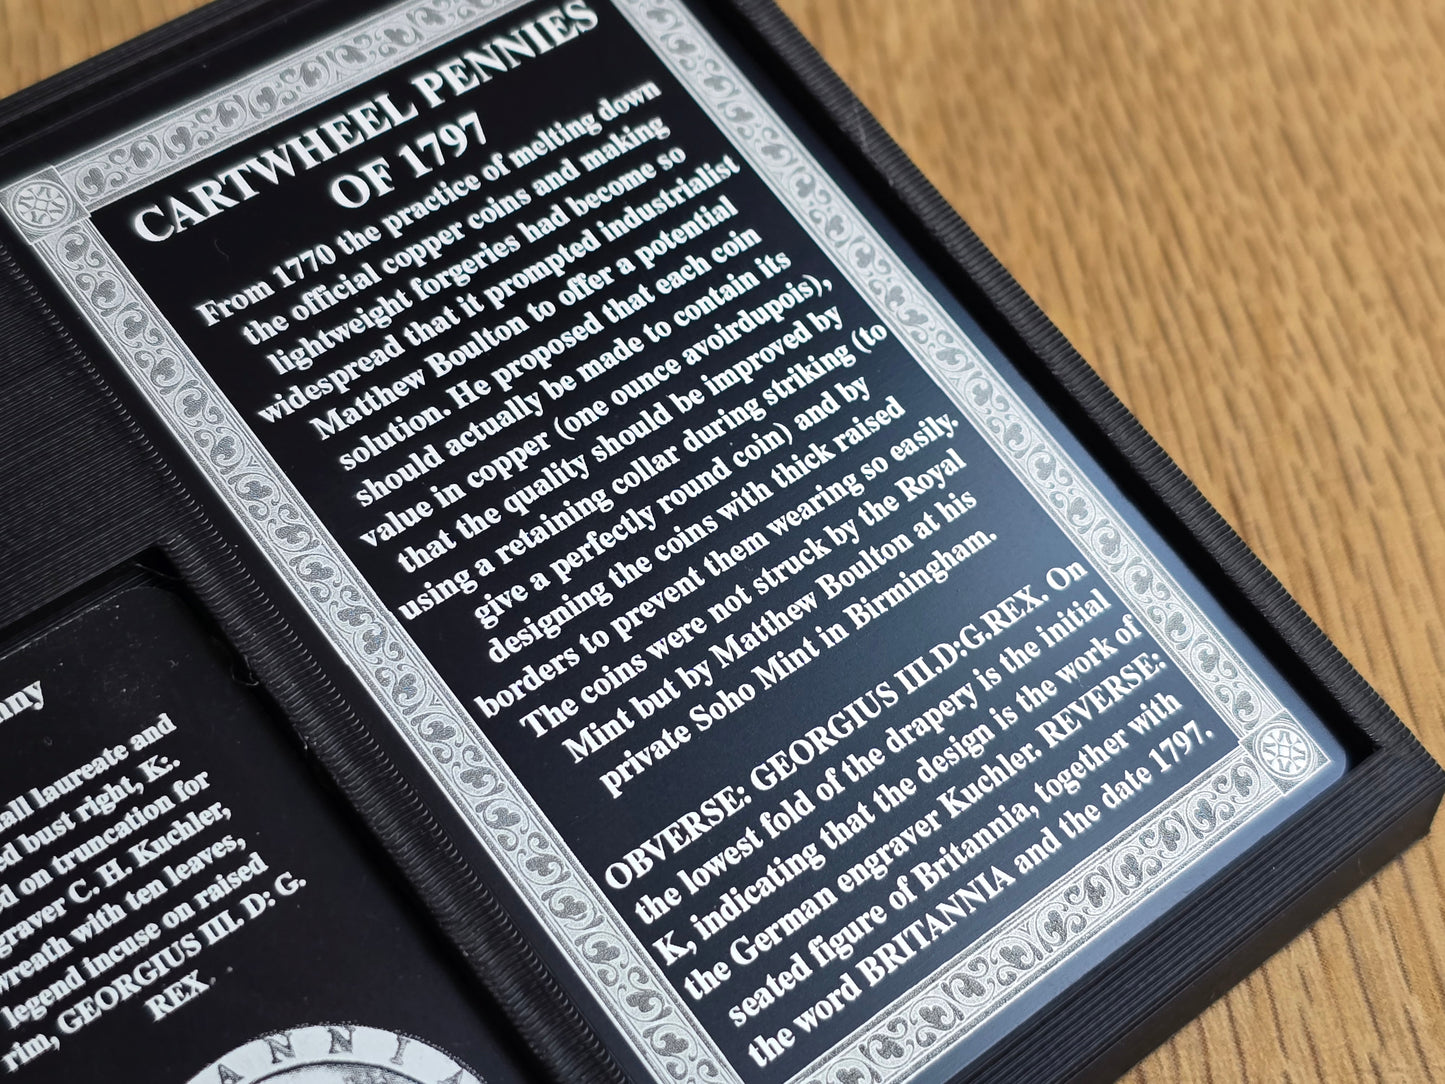 CARTWHEEL PENNIES
OF 1797
From 1770 the practice of melting down
the official copper coins and making
lightweight forgeries had become so
widespread that it prompted industrialist
Matthew Boulton to offer a potential
solution. He proposed that each coin
should actually be made to contain its
value in copper (one ounce avoirdupois),
that the quality should be improved by
using a retaining collar during striking (to
give a perfectly round coin) and by
designing the coins with thick raised
borders to prevent them wearing so easily.
The coins were not struck by the Royal
Mint but by Matthew Boulton at his
private Soho Mint in Birmingham.
OBVERSE: GEORGIUS III.D:G.REX. On
the lowest fold of the drapery is the initial
K, indicating that the design is the work of
the German engraver Kuchler. REVERSE:
seated figure of Britannia, together with
the word BRITANNIA and the date 1797.
laureate and
bust right, K:.
on truncation for
C. H. Kuchler,
wreath with ten leaves,
legend incuse on raised
rim, GEORGIUS III. D: G.
REX